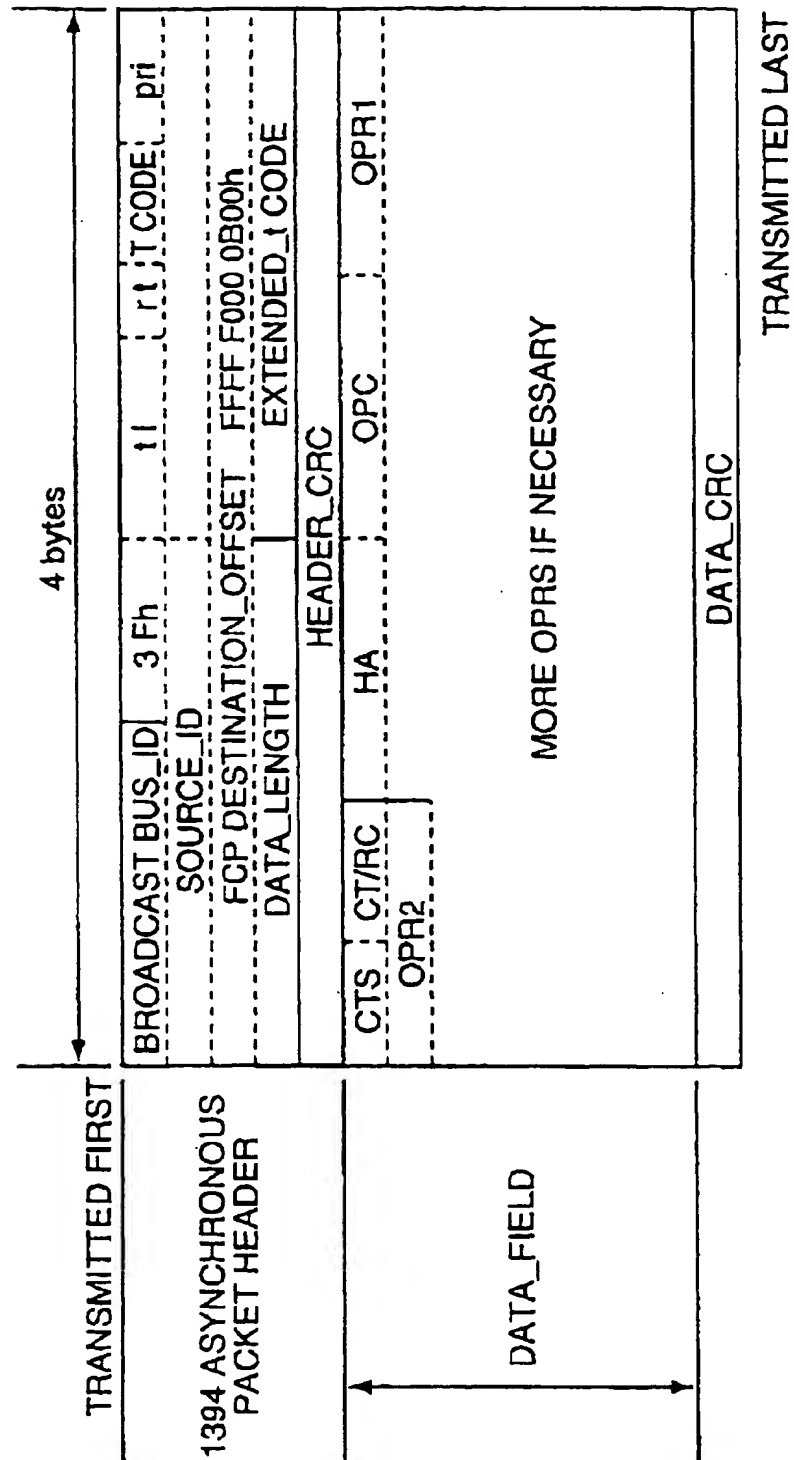 4 bytes
TRANSMITTED FIRST
BROADCAST BUS_ID 3 Fh tl rt T CODE pri
SOURCE_ID
FCP DESTINATION_OFFSET FFFF F000 0B00h
DATA_LENGTH EXTENDED_t CODE
HEADER_CRC
1394 ASYNCHRONOUS
PACKET HEADER
CTS CT/RC HA OPC OPR1
OPR2
MORE OPRS IF NECESSARY
DATA_FIELD
DATA_CRC
TRANSMITTED LAST